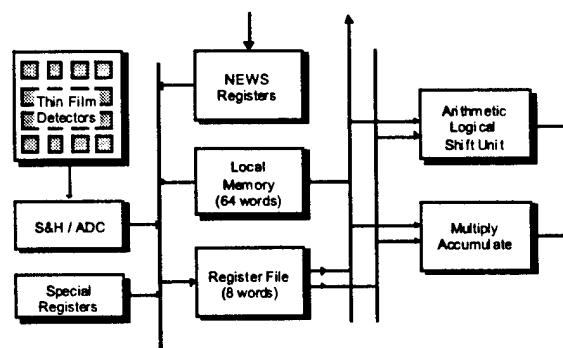 Thin Film
Detectors
S&H / ADC
Special
Registers
NEWS
Registers
Local
Memory
(64 words)
Register File
(8 words)
Arithmetic
Logical
Shift Unit
Multiply
Accumulate